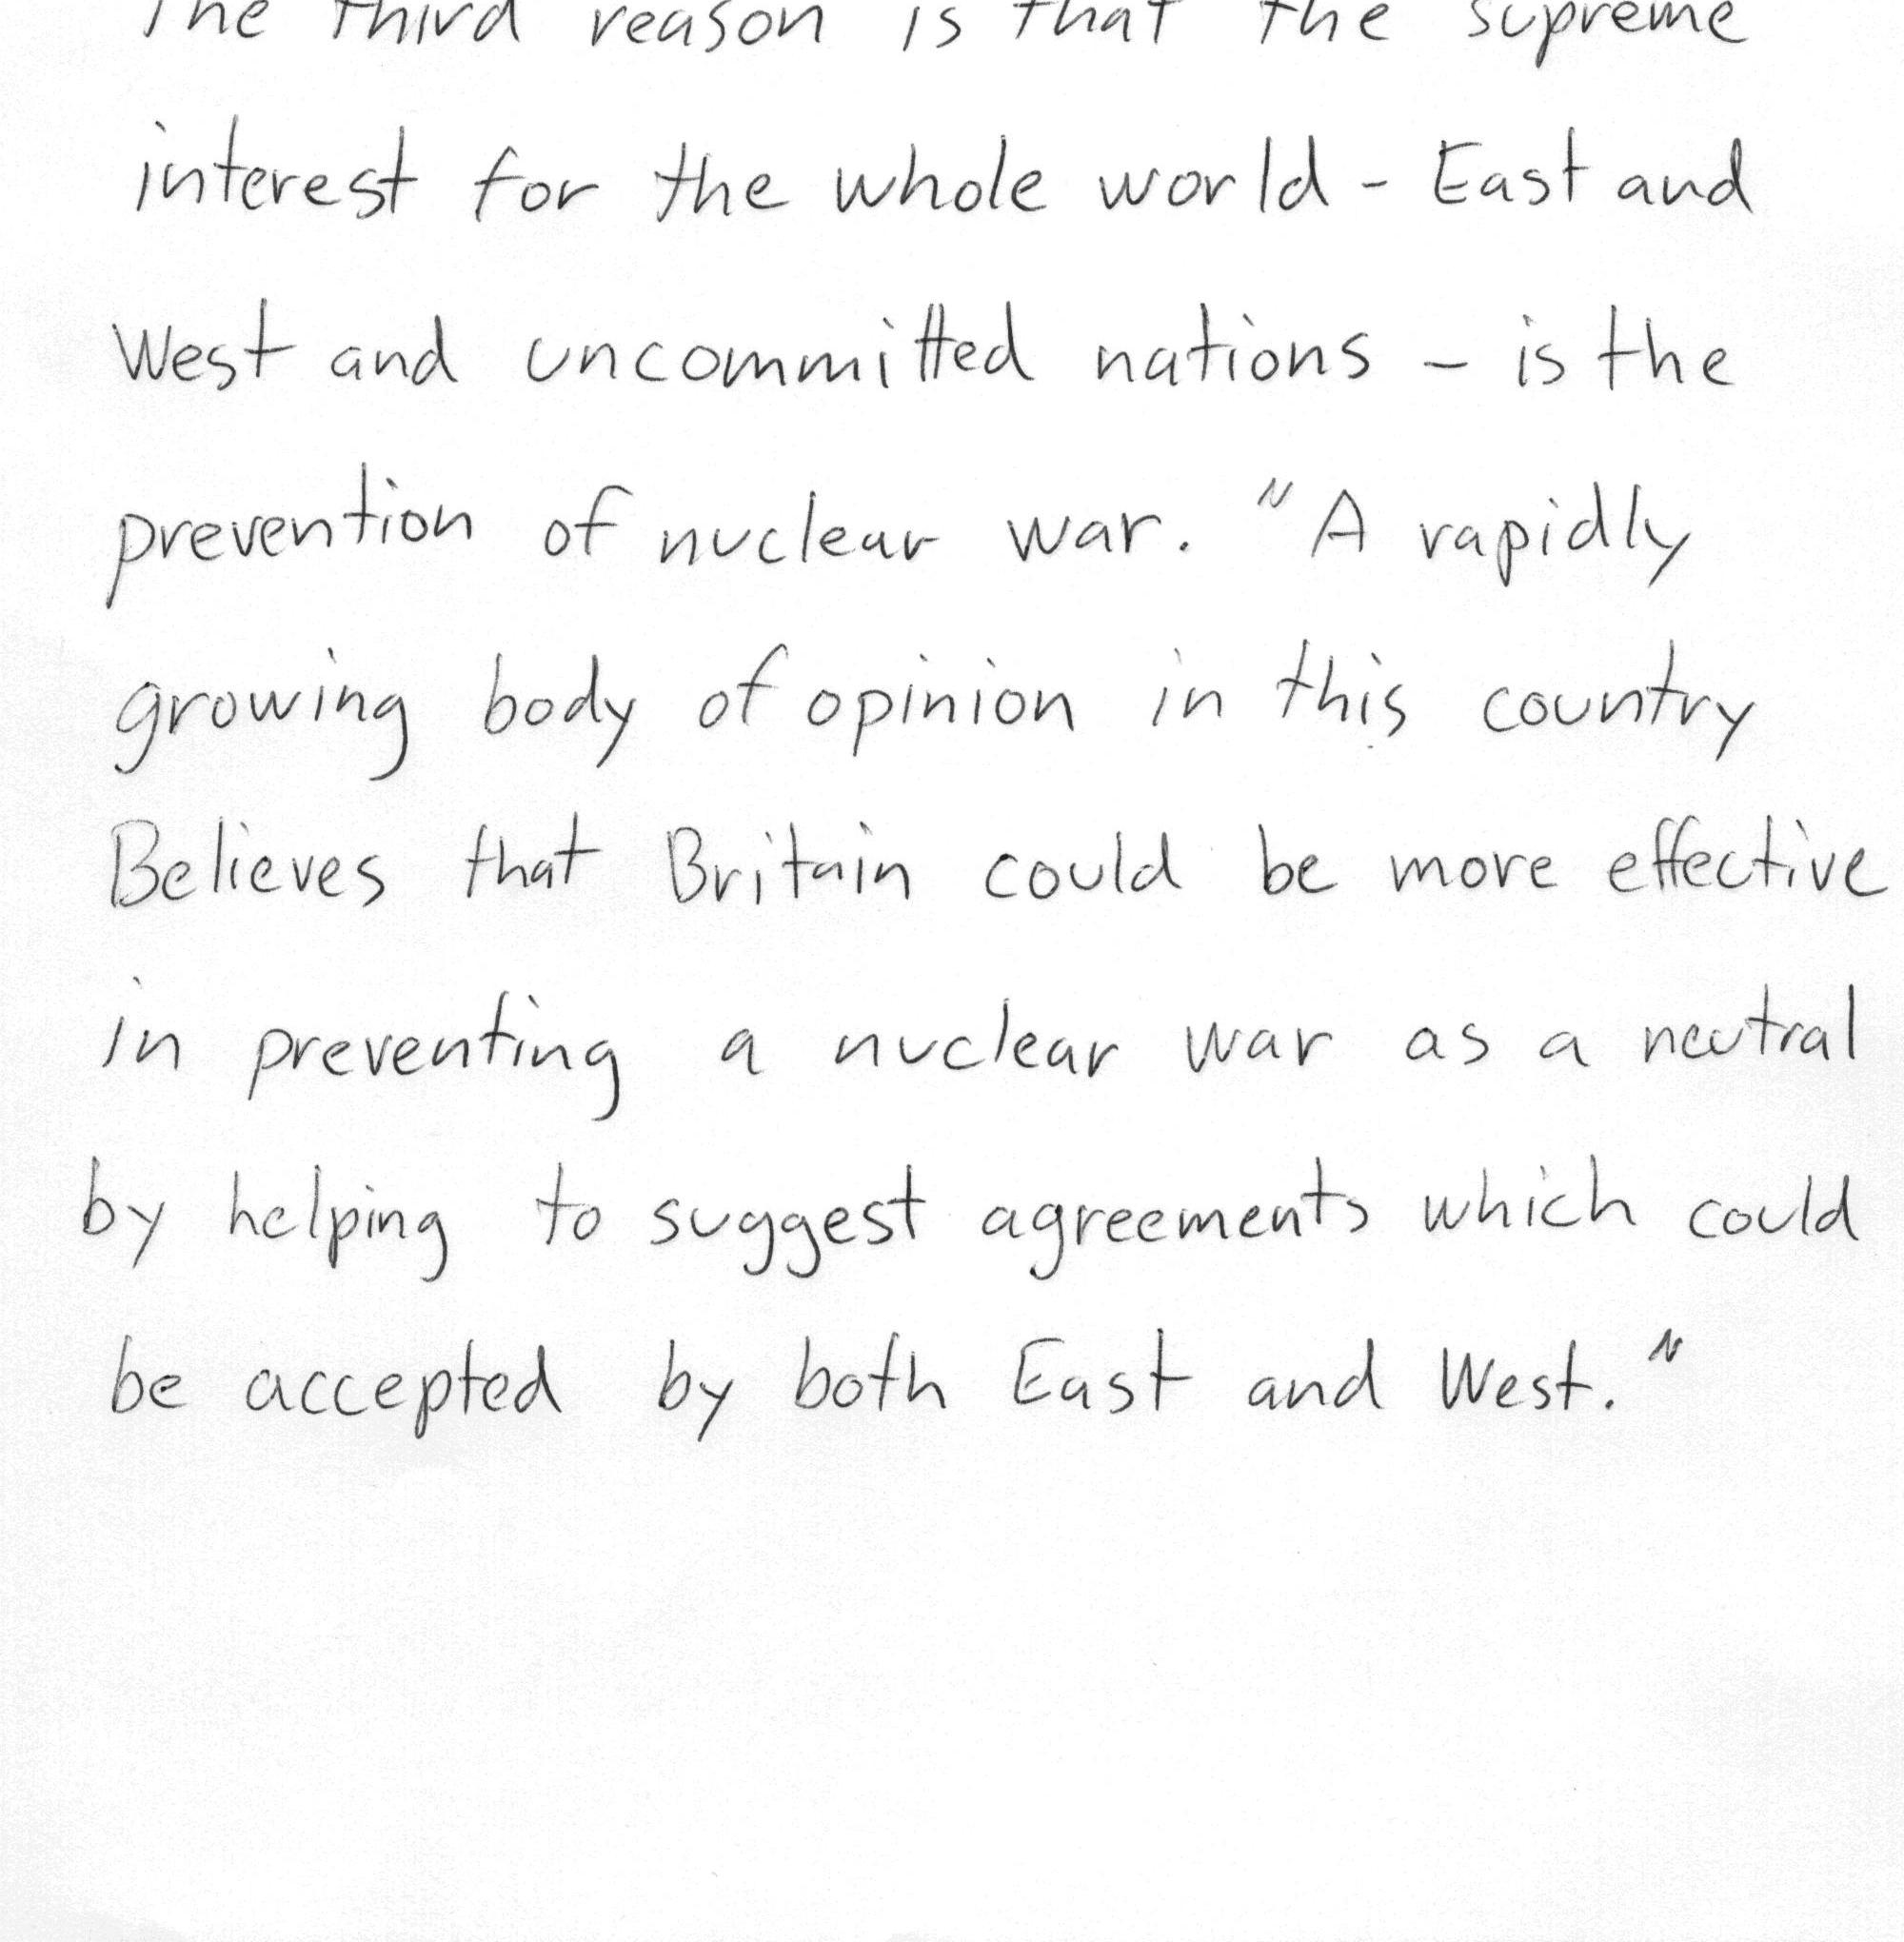 The third reason is that the supreme
interest for the whole world - East and
West and uncommitted nations - is the
prevention of nuclear war. "A rapidly
growing body of opinion in this country
Believes that Britain could be more effective
in preventing a nuclear war as a neutral
by helping to suggest agreements which could
be accepted by both East and West."